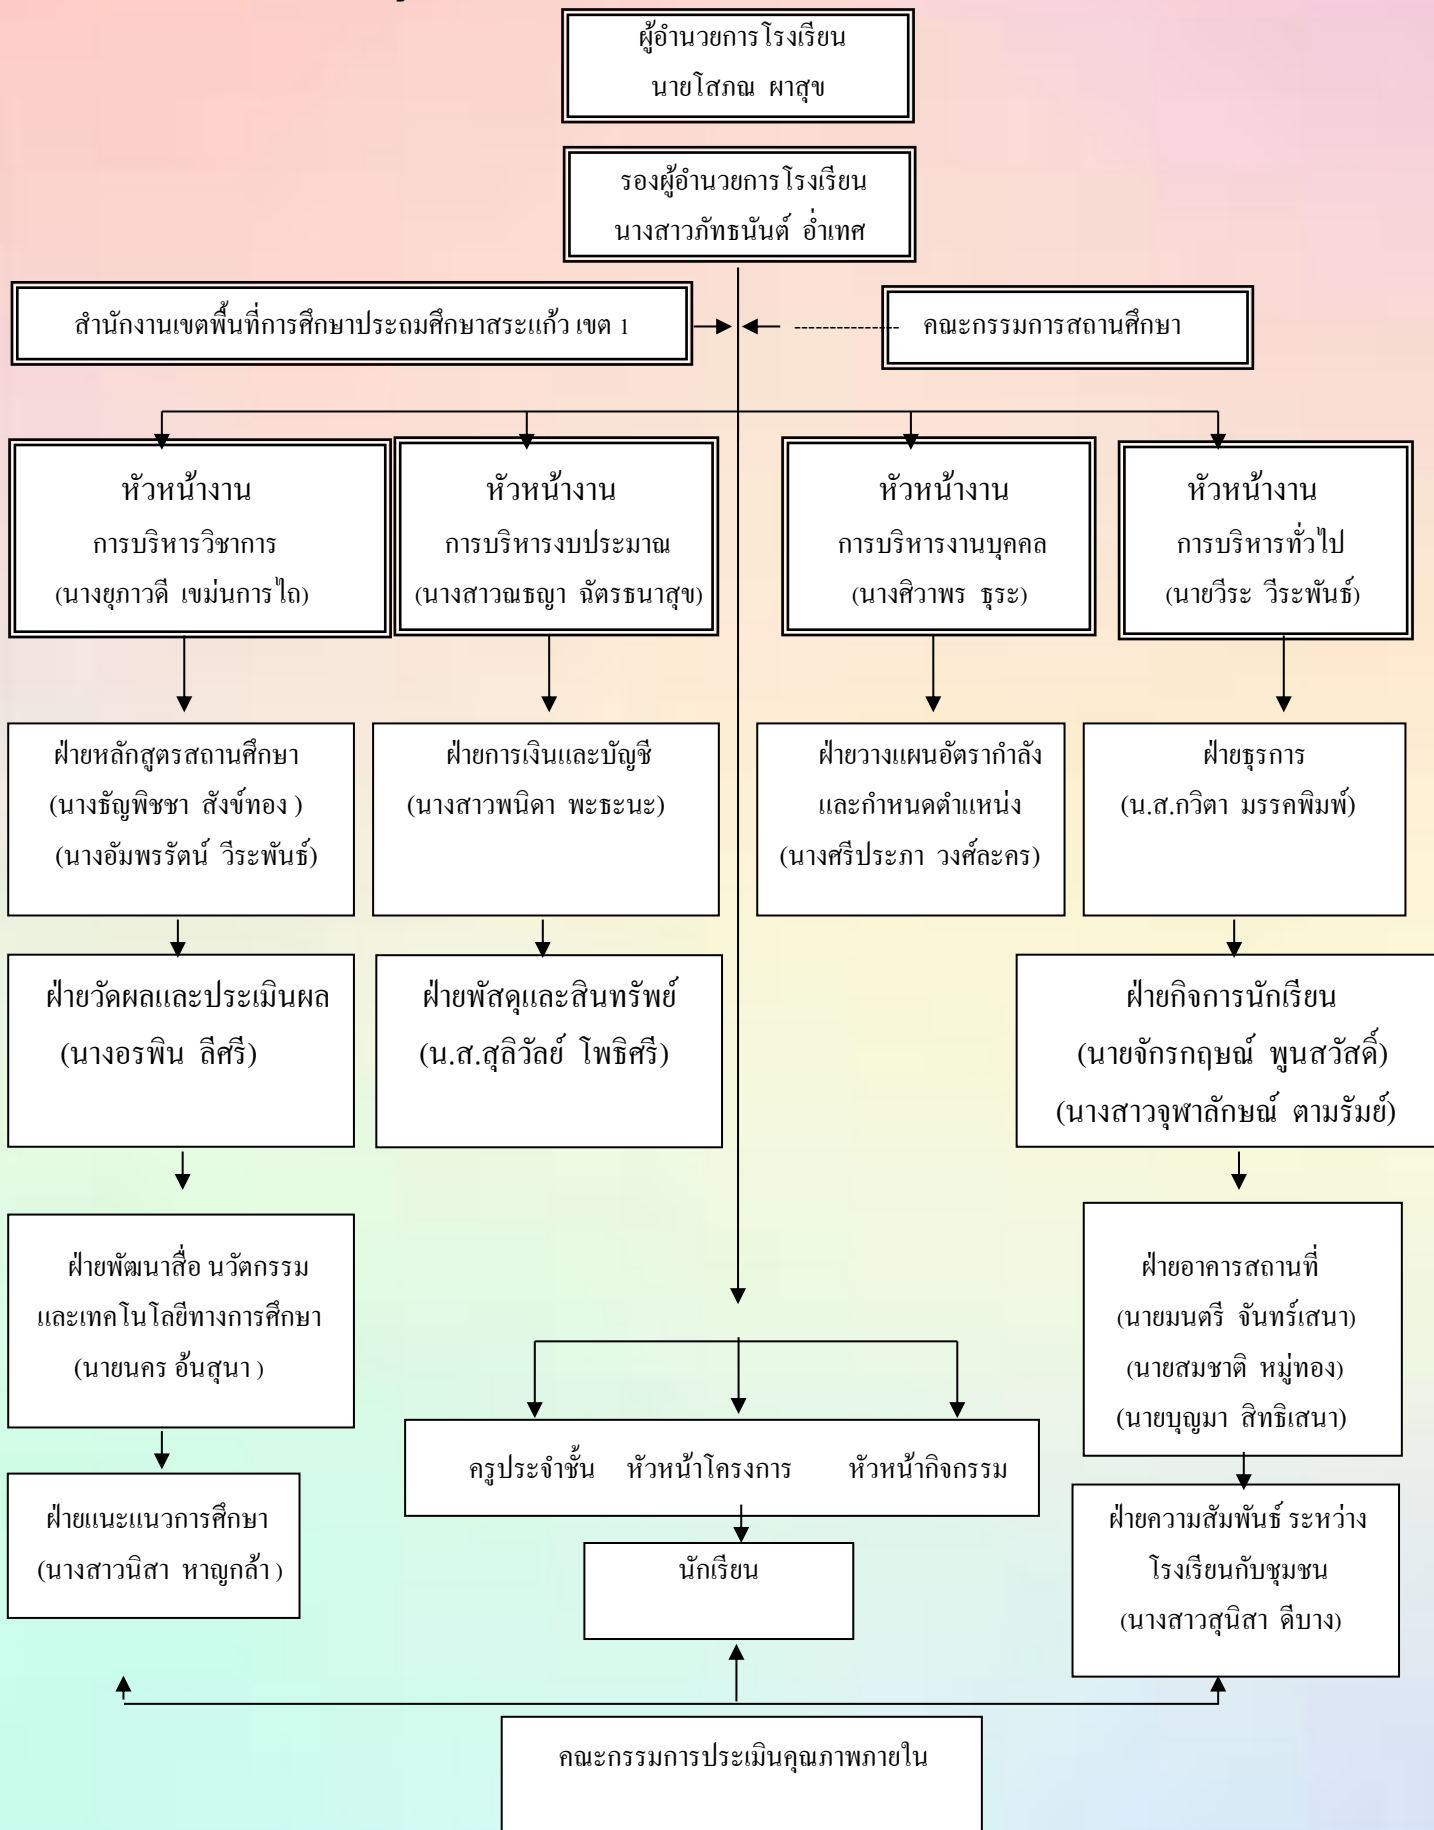 ผู้อำนวยการโรงเรียน
นายโสภณ ผาสุข
รองผู้อำนวยการโรงเรียน
นางสาวภัทธนันต์ อ่ำเทศ
สำนักงานเขตพื้นที่การศึกษาประถมศึกษาสระแก้ว เขต 1
คณะกรรมการสถานศึกษา
หัวหน้างาน
การบริหารวิชาการ
(นางยุภาวดี เขม่นการไถ)
หัวหน้างาน
การบริหารงบประมาณ
(นางสาวณธญา ฉัตรธนาสุข)
หัวหน้างาน
การบริหารงานบุคคล
(นางศิวาพร ธุระ)
หัวหน้างาน
การบริหารทั่วไป
(นายวีระ วีระพันธ์)
ฝ่ายหลักสูตรสถานศึกษา
(นางธัญพิชชา สังข์ทอง )
(นางอัมพรรัตน์ วีระพันธ์)
ฝ่ายการเงินและบัญชี
(นางสาวพนิดา พะธะนะ)
ฝ่ายวางแผนอัตรากำลัง
และกำหนดตำแหน่ง
(นางศรีประภา วงศ์ละคร)
ฝ่ายธุรการ
(น.ส.กวิตา มรรคพิมพ์)
ฝ่ายวัดผลและประเมินผล
(นางอรพิน ลีศรี)
ฝ่ายพัสดุและสินทรัพย์
(น.ส.สุลิวัลย์ โพธิศรี)
ฝ่ายกิจการนักเรียน
(นายจักรกฤษณ์ พูนสวัสดิ์)
(นางสาวจุฬาลักษณ์ ตามรัมย์)
ฝ่ายพัฒนาสื่อ นวัตกรรม
และเทคโนโลยีทางการศึกษา
(นายนคร อ้นสุนา )
ฝ่ายอาคารสถานที่
(นายมนตรี จันทร์เสนา)
(นายสมชาติ หมู่ทอง)
(นายบุญมา สิทธิเสนา)
ครูประจำชั้น หัวหน้าโครงการ หัวหน้ากิจกรรม
ฝ่ายแนะแนวการศึกษา
(นางสาวนิสา หาญกล้า )
นักเรียน
ฝ่ายความสัมพันธ์ ระหว่าง
โรงเรียนกับชุมชน
(นางสาวสุนิสา ดีบาง)
คณะกรรมการประเมินคุณภาพภายใน